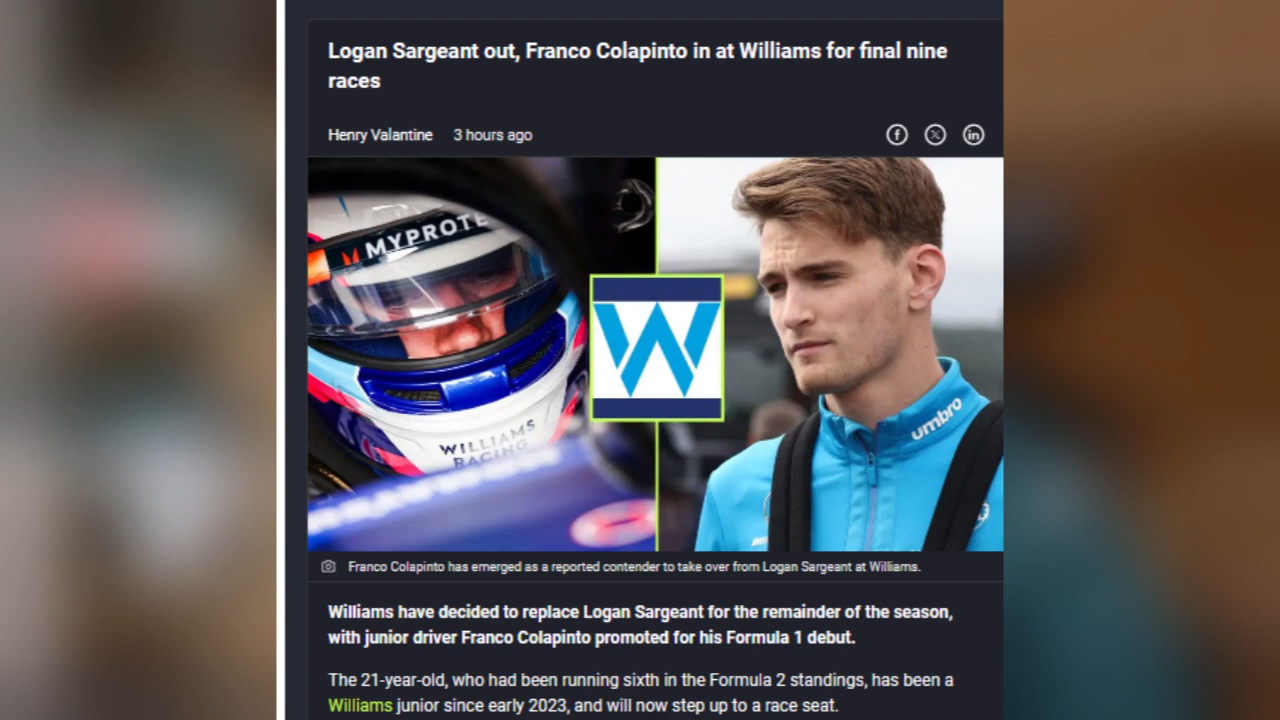 Logan Sargeant out, Franco Colapinto in at Williams for final nine
races
Henry Valantine 3 hours ago
MYPROTE
WILLIAMS
RACING
umbro
Franco Colapinto has emerged as a reported contender to take over from Logan Sargeant at Williams.
Williams have decided to replace Logan Sargeant for the remainder of the season,
with junior driver Franco Colapinto promoted for his Formula 1 debut.
The 21-year-old, who had been running sixth in the Formula 2 standings, has been a
Williams junior since early 2023, and will now step up to a race seat.